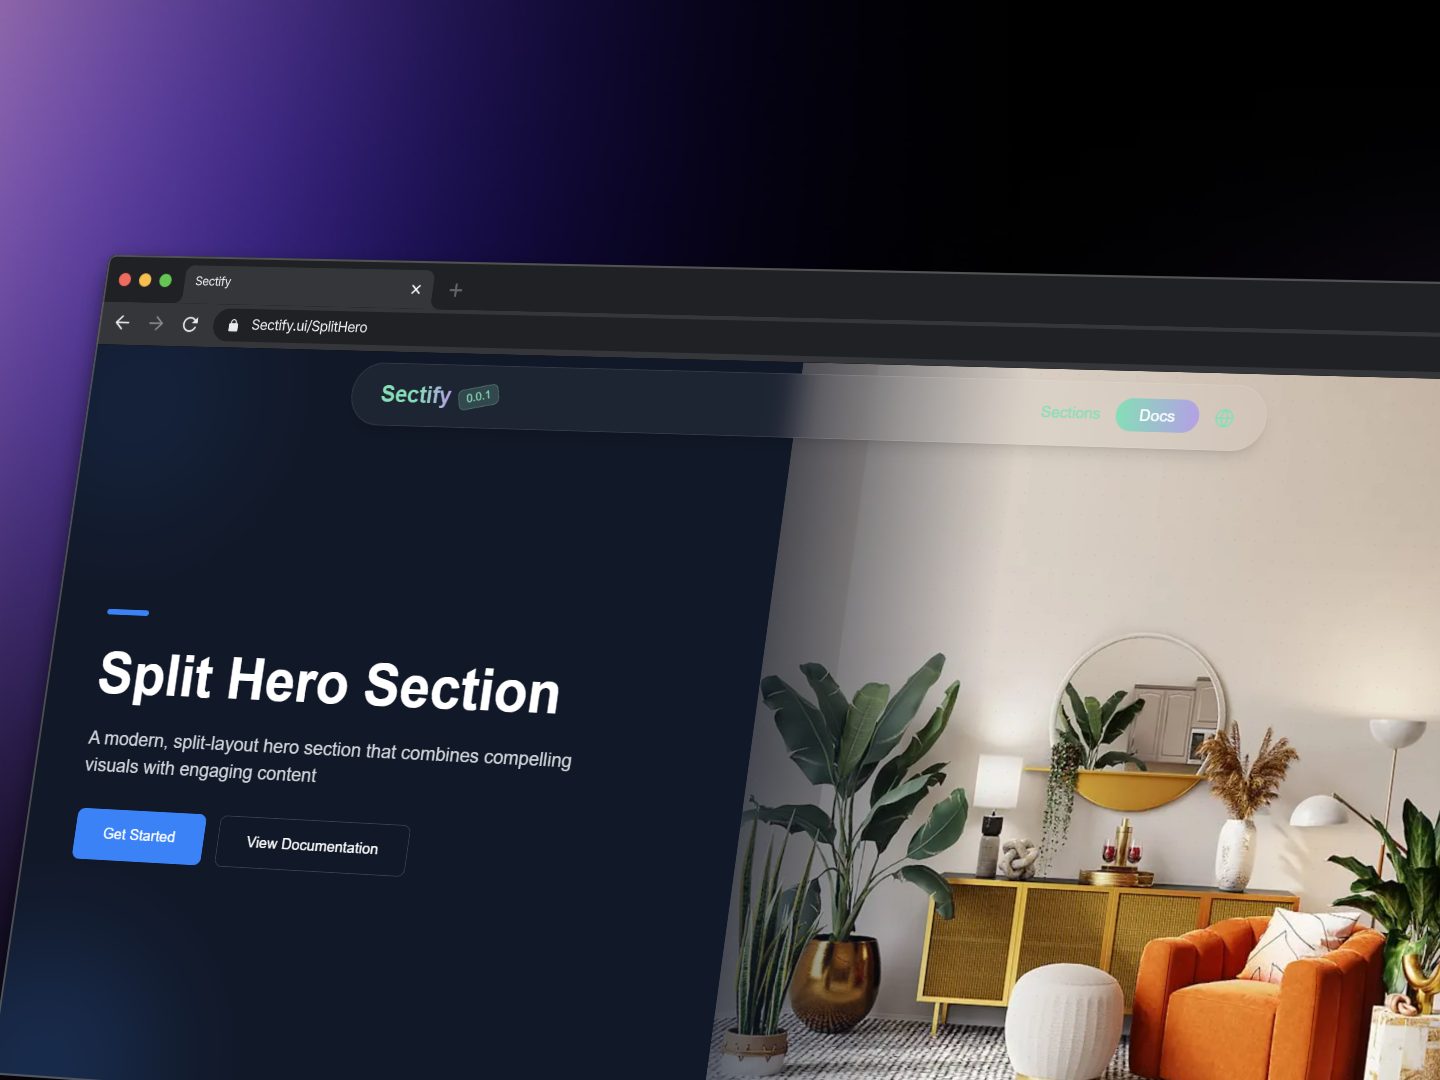 Sectify
Sectify.ui/SplitHero
Sectify 0.0.1
Sections
Docs
Split Hero Section
A modern, split-layout hero section that combines compelling
visuals with engaging content
Get Started
View Documentation